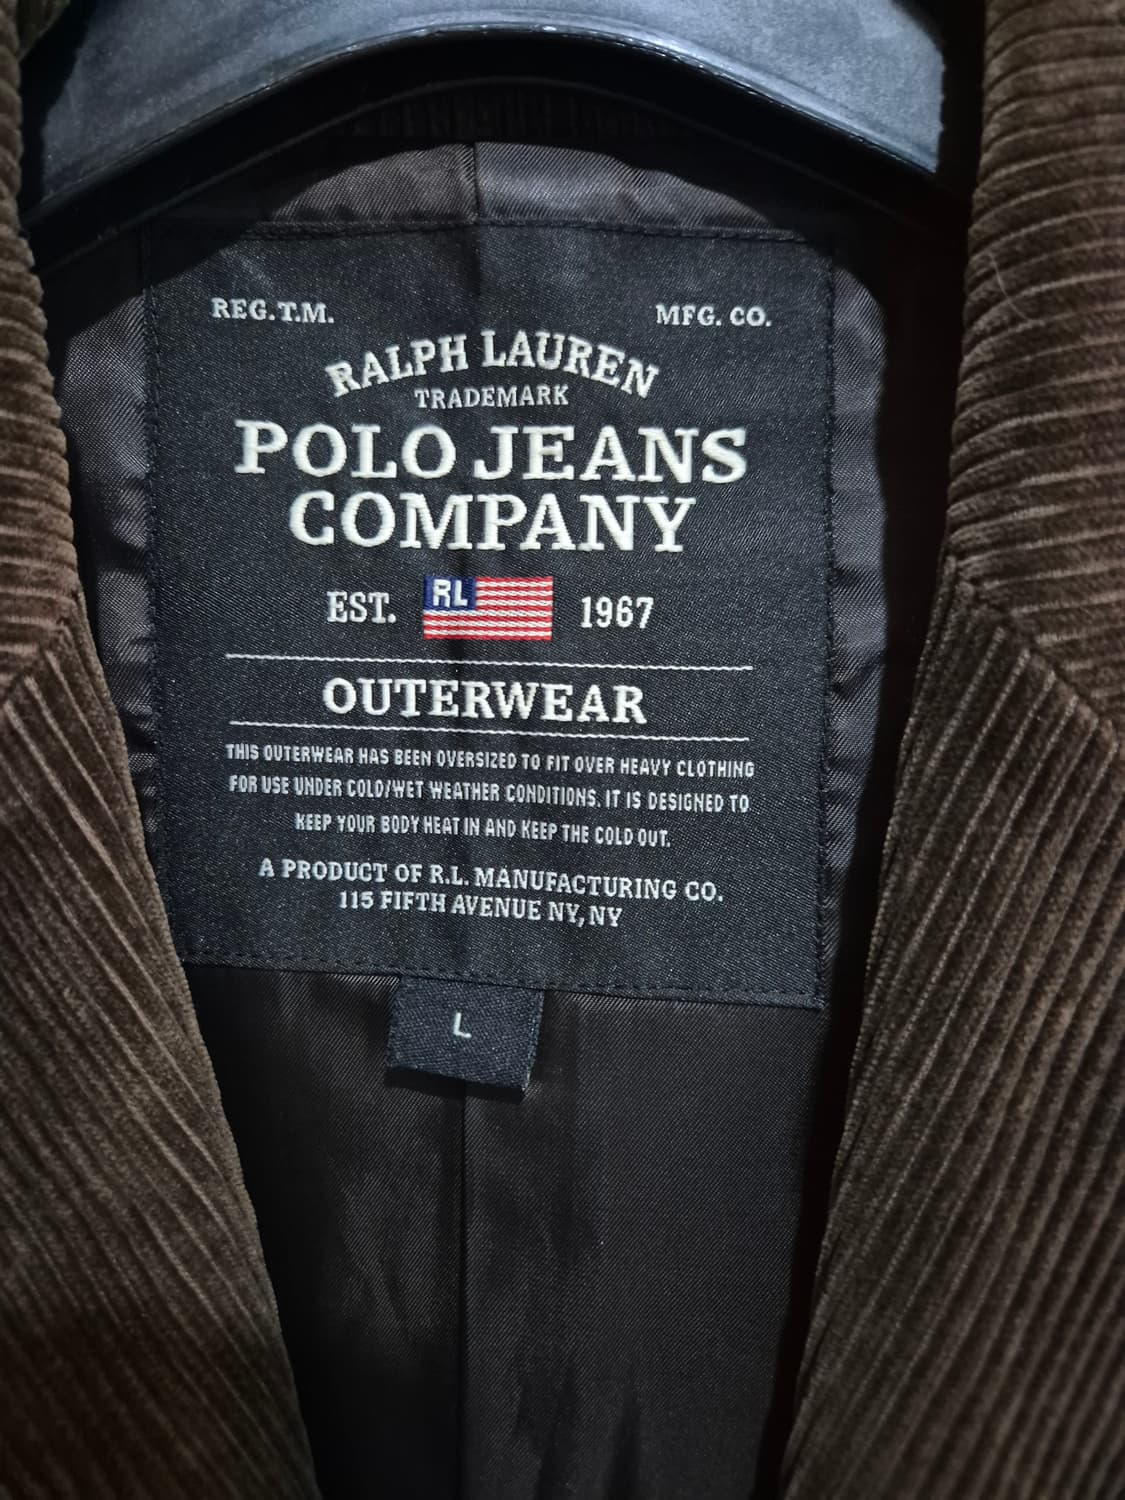 REG.T.M. MFG. CO.
RALPH LAUREN
TRADEMARK
POLO JEANS
COMPANY
EST. RL 1967
OUTERWEAR
THIS OUTERWEAR HAS BEEN OVERSIZED TO FIT OVER HEAVY CLOTHING
FOR USE UNDER COLD/WET WEATHER CONDITIONS. IT IS DESIGNED TO
KEEP YOUR BODY HEAT IN AND KEEP THE COLD OUT.
A PRODUCT OF R.L. MANUFACTURING CO.
115 FIFTH AVENUE NY, NY
L